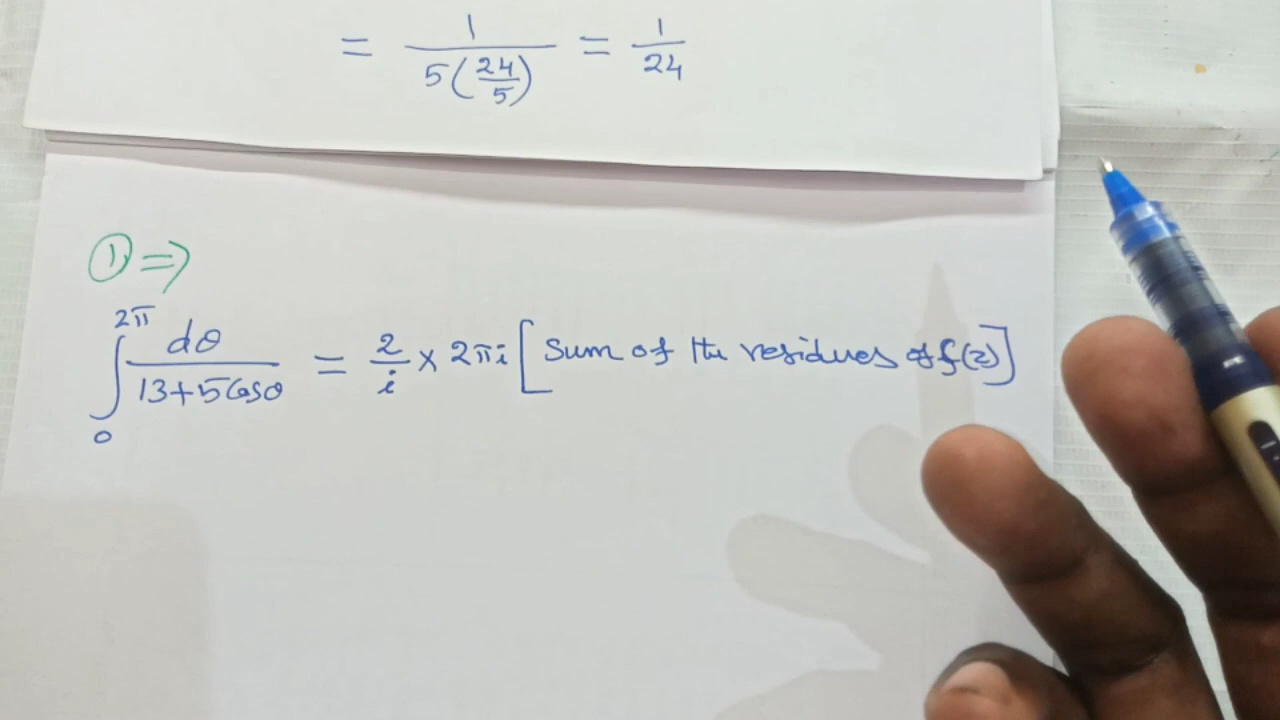 = 1/5(24/5) = 1/24
① ⇒
∫₀^2π dθ/13+5Cosθ = 2/i × 2πi [Sum of the residues of f(z)]